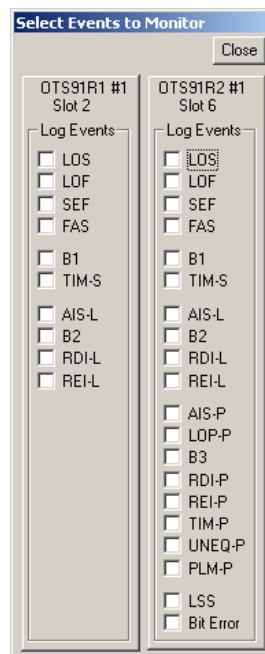 Select Events to Monitor
Close
OTS91R1 #1
Slot 2
Log Events
LOS
LOF
SEF
FAS
B1
TIM-S
AIS-L
B2
RDI-L
REI-L
OTS91R2 #1
Slot 6
Log Events
LOS
LOF
SEF
FAS
B1
TIM-S
AIS-L
B2
RDI-L
REI-L
AIS-P
LOP-P
B3
RDI-P
REI-P
TIM-P
UNEQ-P
PLM-P
LSS
Bit Error